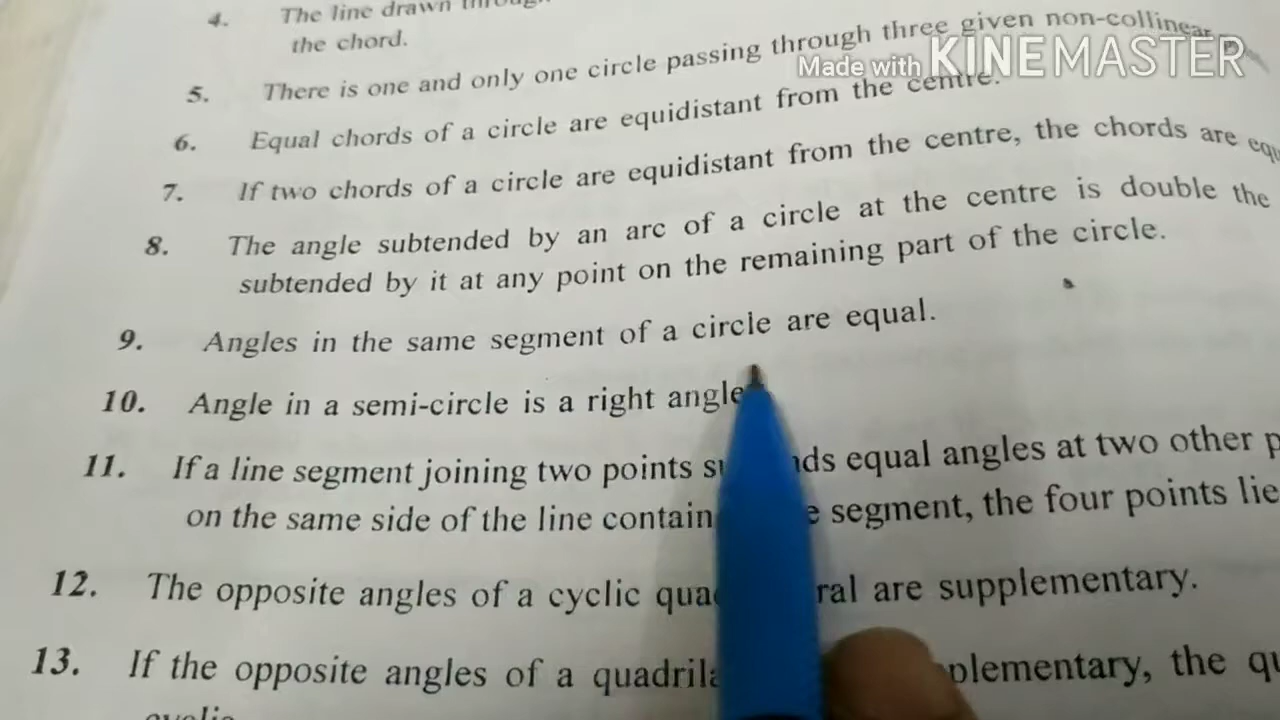 4. The line drawn
the chord.
5. There is one and only one circle passing through three given non-collinear
Made with KINEMASTER
6. Equal chords of a circle are equidistant from the centre.
7. If two chords of a circle are equidistant from the centre, the chords are
8. The angle subtended by an arc of a circle at the centre is double the
subtended by it at any point on the remaining part of the circle.
9. Angles in the same segment of a circle are equal.
10. Angle in a semi-circle is a right angle
11. If a line segment joining two points equal angles at two other
on the same side of the line segment, the four points lie
12. The opposite angles of a cyclic are supplementary.
13. If the opposite angles of a the